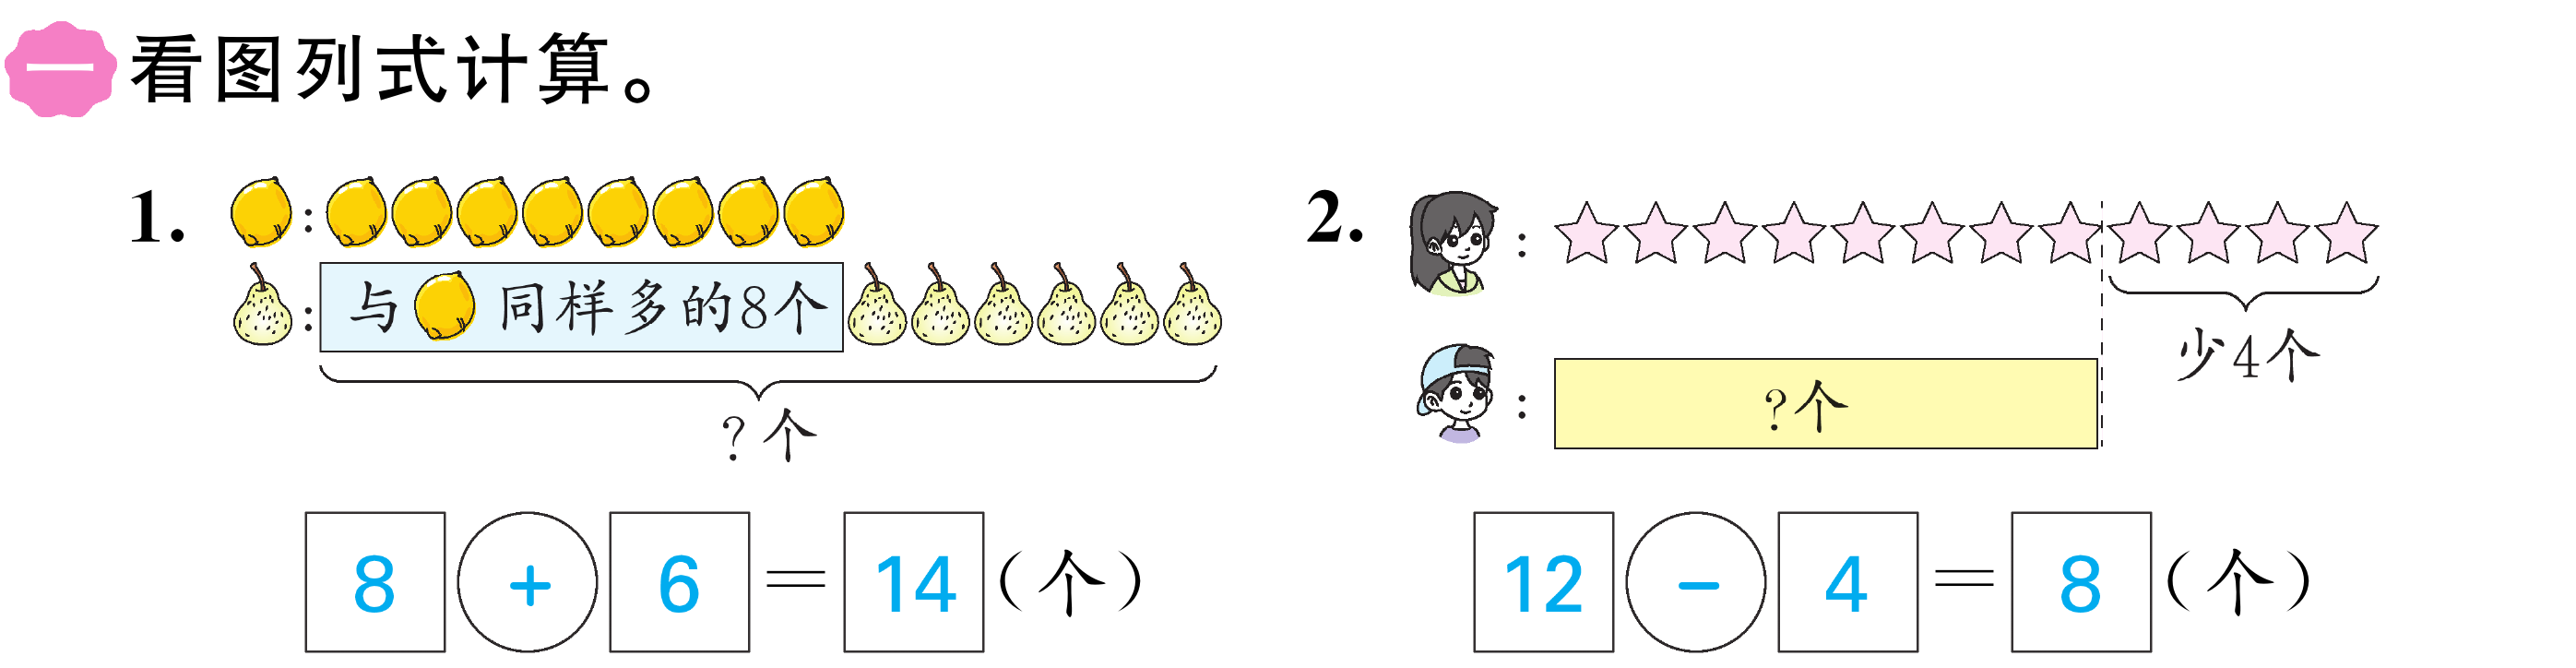 一 看图列式计算。
1.
:
: 与 同样多的8个
?个
8 + 6 = 14 (个)
2.
:
少4个
: ?个
12 - 4 = 8 (个)